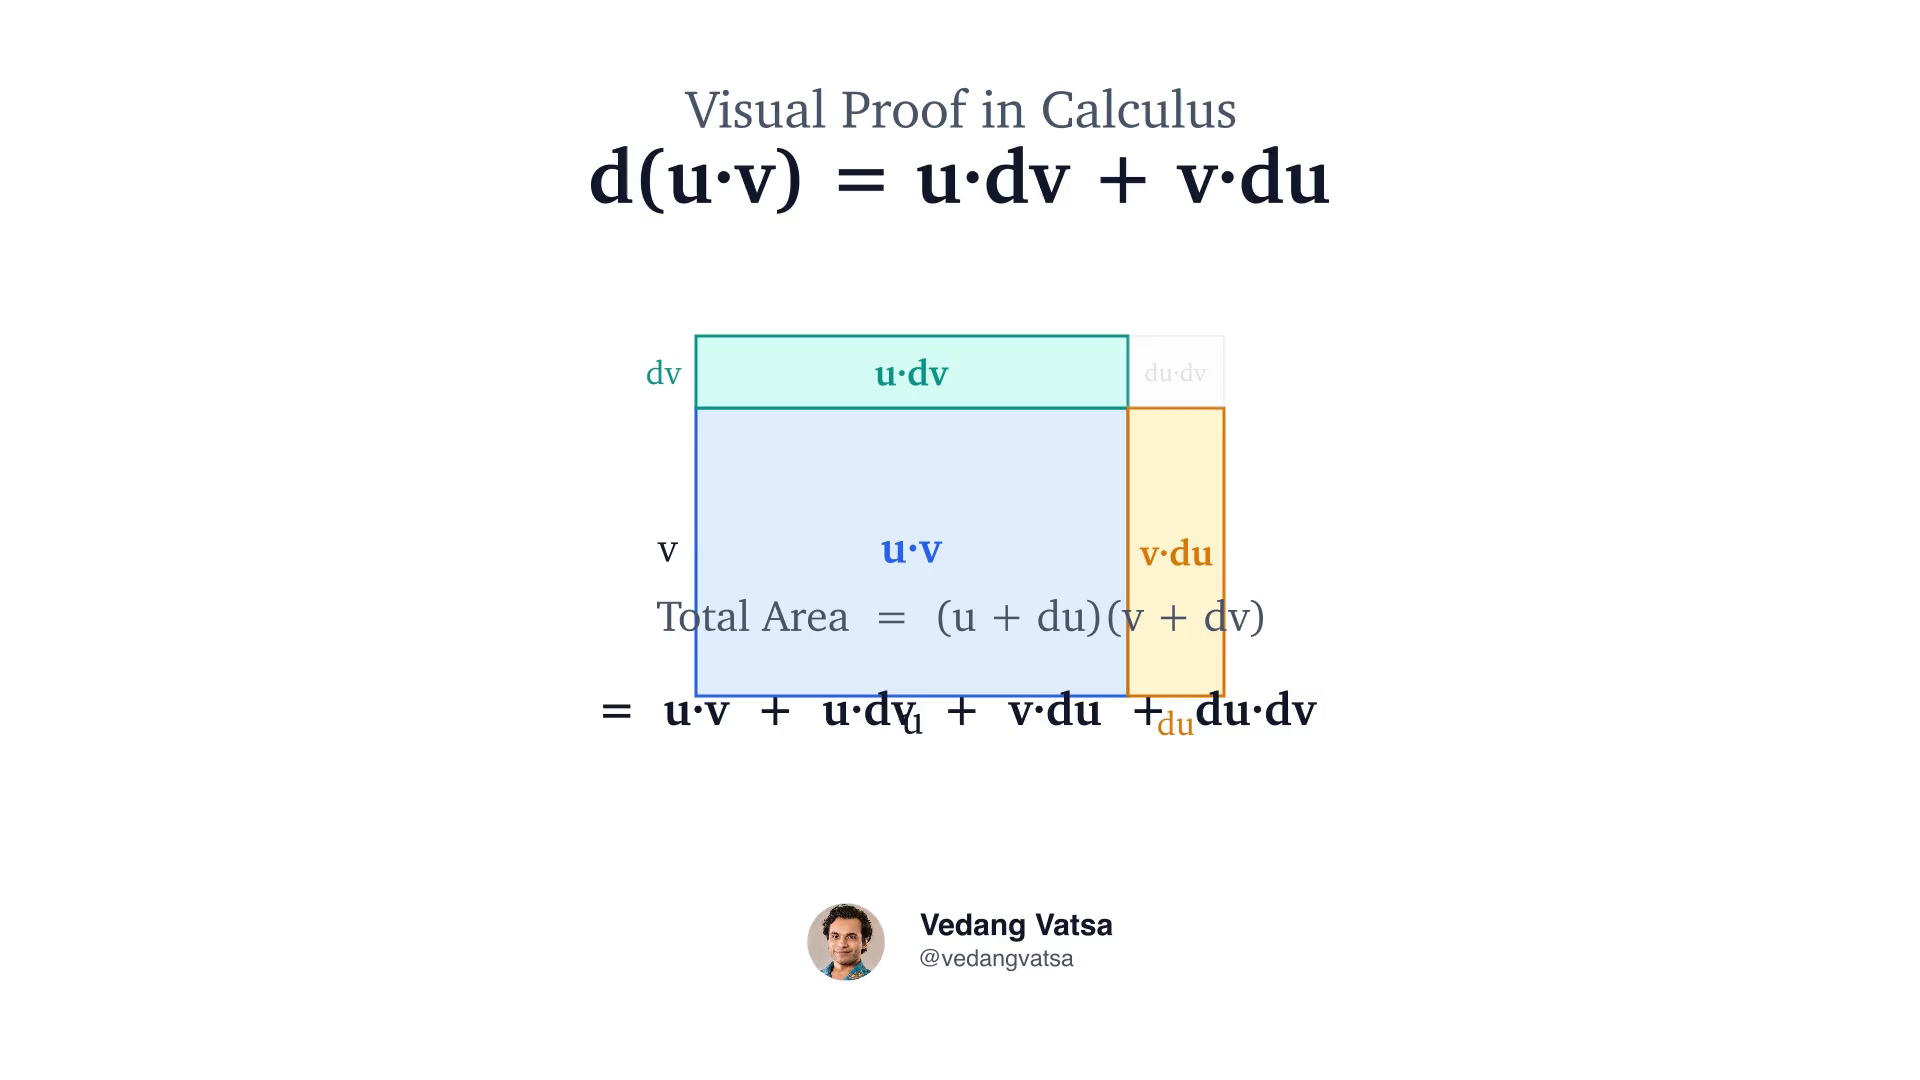 Visual Proof in Calculus
d(u·v) = u·dv + v·du
dv
u·dv
du·dv
v
u·v
v·du
Total Area = (u + du)(v + dv)
= u·v + u·dv + v·du + du·dv
u
du
Vedang Vatsa
@vedangvatsa